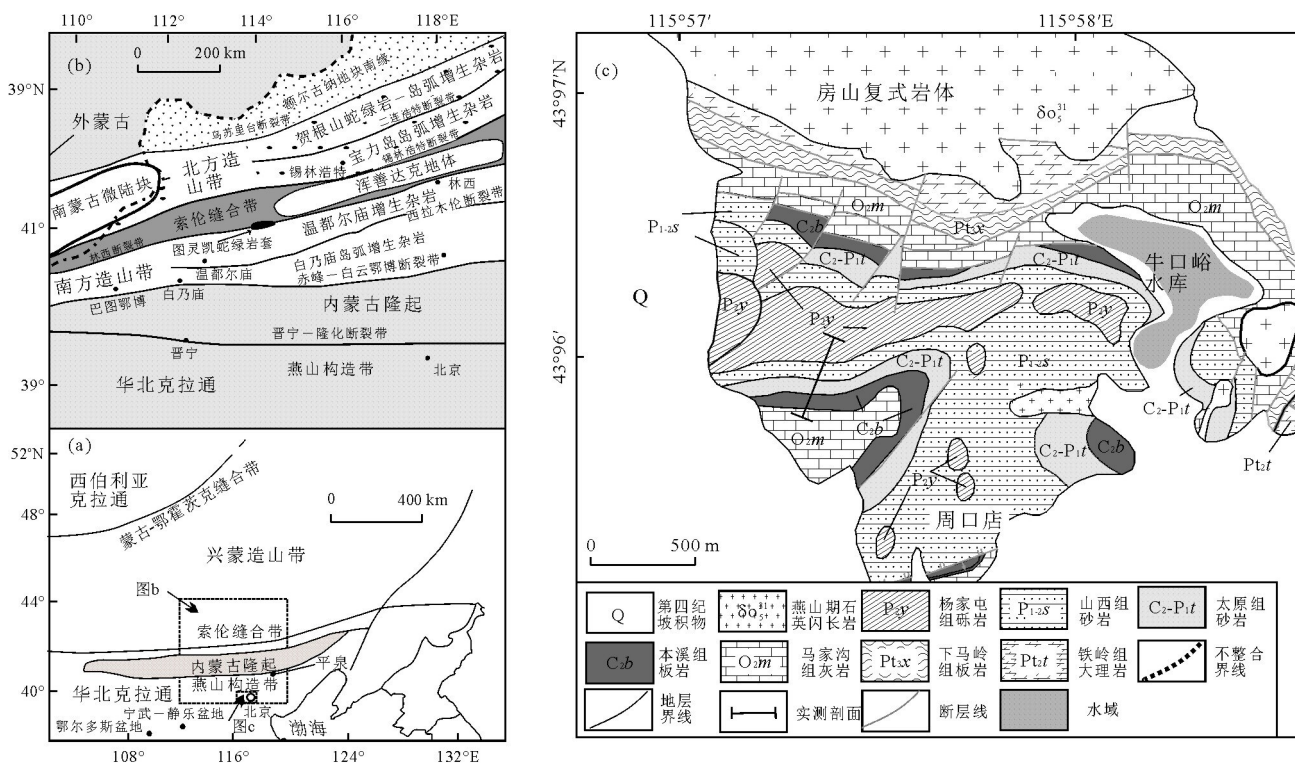 110°
112°
114°
116°
118°E
(b)
0
200 km
39°N
41°
39°
外蒙古
额尔古纳地块南缘
乌苏里台断裂带
贺根山蛇绿岩－岛弧增生杂岩
二连浩特断裂带
北方造
山带
宝力岛岛弧增生杂岩
锡林浩特断裂带
锡林浩特
浑善达克地体
南蒙古微陆块
索伦缝合带
林西
温都尔庙增生杂岩
西拉木伦断裂带
图灵凯蛇绿岩套
林西断裂带
白乃庙岛弧增生杂岩
赤峰－白云鄂博断裂带
南方造山带
温都尔庙
白乃庙
巴图鄂博
内蒙古隆起
晋宁－隆化断裂带
晋宁
燕山构造带
北京
华北克拉通
(a)
52°N
48°
44°
40°
西伯利亚
克拉通
蒙古-鄂霍茨克缝合带
0
400 km
兴蒙造山带
图b
索伦缝合带
内蒙古隆起
平泉
燕山构造带
华北克拉通
宁武－静乐盆地
北京
鄂尔多斯盆地
图c
渤海
108°
116°
124°
132°E
115°57′
115°58′E
(c)
43°97′N
43°96′
房山复式岩体
δo₅³¹
O₂m
O₂m
P₁₋₂s
C₂b
Pt₃x
C₂-P₁t
C₂-P₁t
牛口峪
水库
Q
P₂y
P₂y
P₂y
C₂-P₁t
P₁₋₂s
C₂-P₁t
C₂b
O₂m
C₂-P₁t
C₂b
Pt₂t
P₂y
周口店
0
500 m
Q
第四纪
坡积物
δo₅³¹
燕山期石
英闪长岩
P₂y
杨家屯
组砾岩
P₁₋₂s
山西组
砂岩
C₂-P₁t
太原组
砂岩
C₂b
本溪组
板岩
O₂m
马家沟
组灰岩
Pt₃x
下马岭
组板岩
Pt₂t
铁岭组
大理岩
不整合
界线
地层
界线
实测剖面
断层线
水域